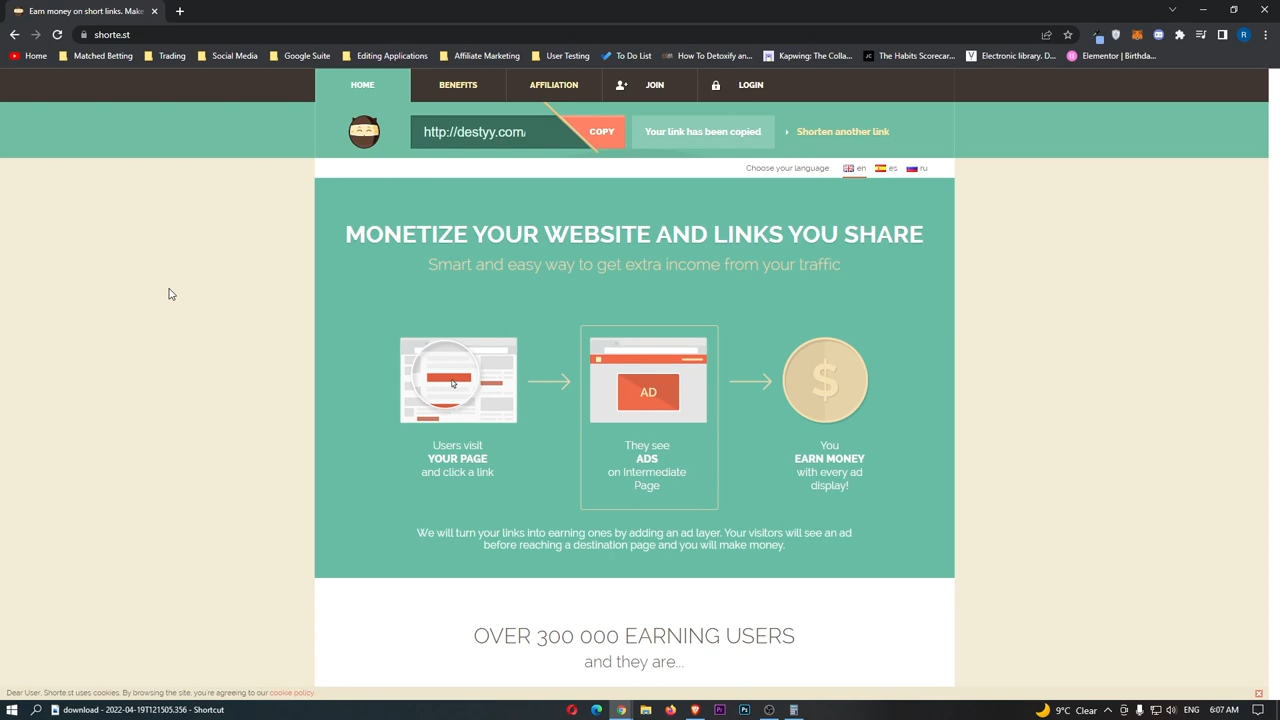 Earn money on short links. Make
shorte.st
Home
Trading
Social Media
Google Suite
Editing Applications
Affiliate Marketing
User Testing
To Do List
How To Detoxify an...
Kapwing: The Colla...
The Habits Scorecar...
Electronic library. D...
Elementor | Birthda...
HOME
BENEFITS
AFFILIATION
JOIN
LOGIN
http://destyy.com/
COPY
Your link has been copied
Shorten another link
Choose your language
en
es
ru
MONETIZE YOUR WEBSITE AND LINKS YOU SHARE
Smart and easy way to get extra income from your traffic
AD
$
Users visit
YOUR PAGE
and click a link
They see
ADS
on Intermediate
Page
You
EARN MONEY
with every ad
display!
We will turn your links into earning ones by adding an ad layer. Your visitors will see an ad
before reaching a destination page and you will make money.
OVER 300 000 EARNING USERS
and they are...
Dear User, Shorte.st uses cookies. By browsing the site, you're agreeing to our cookie policy.
download - 2022-04-19T121505.356 - Shortcut
9°C Clear
ENG
6:07 AM